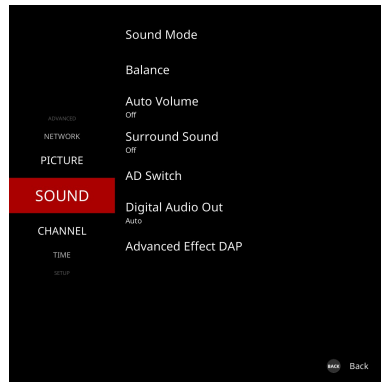 Sound Mode
Balance
Auto Volume
Off
Surround Sound
Off
AD Switch
Digital Audio Out
Auto
Advanced Effect DAP
ADVANCED
NETWORK
PICTURE
SOUND
CHANNEL
TIME
SETUP
BACK Back